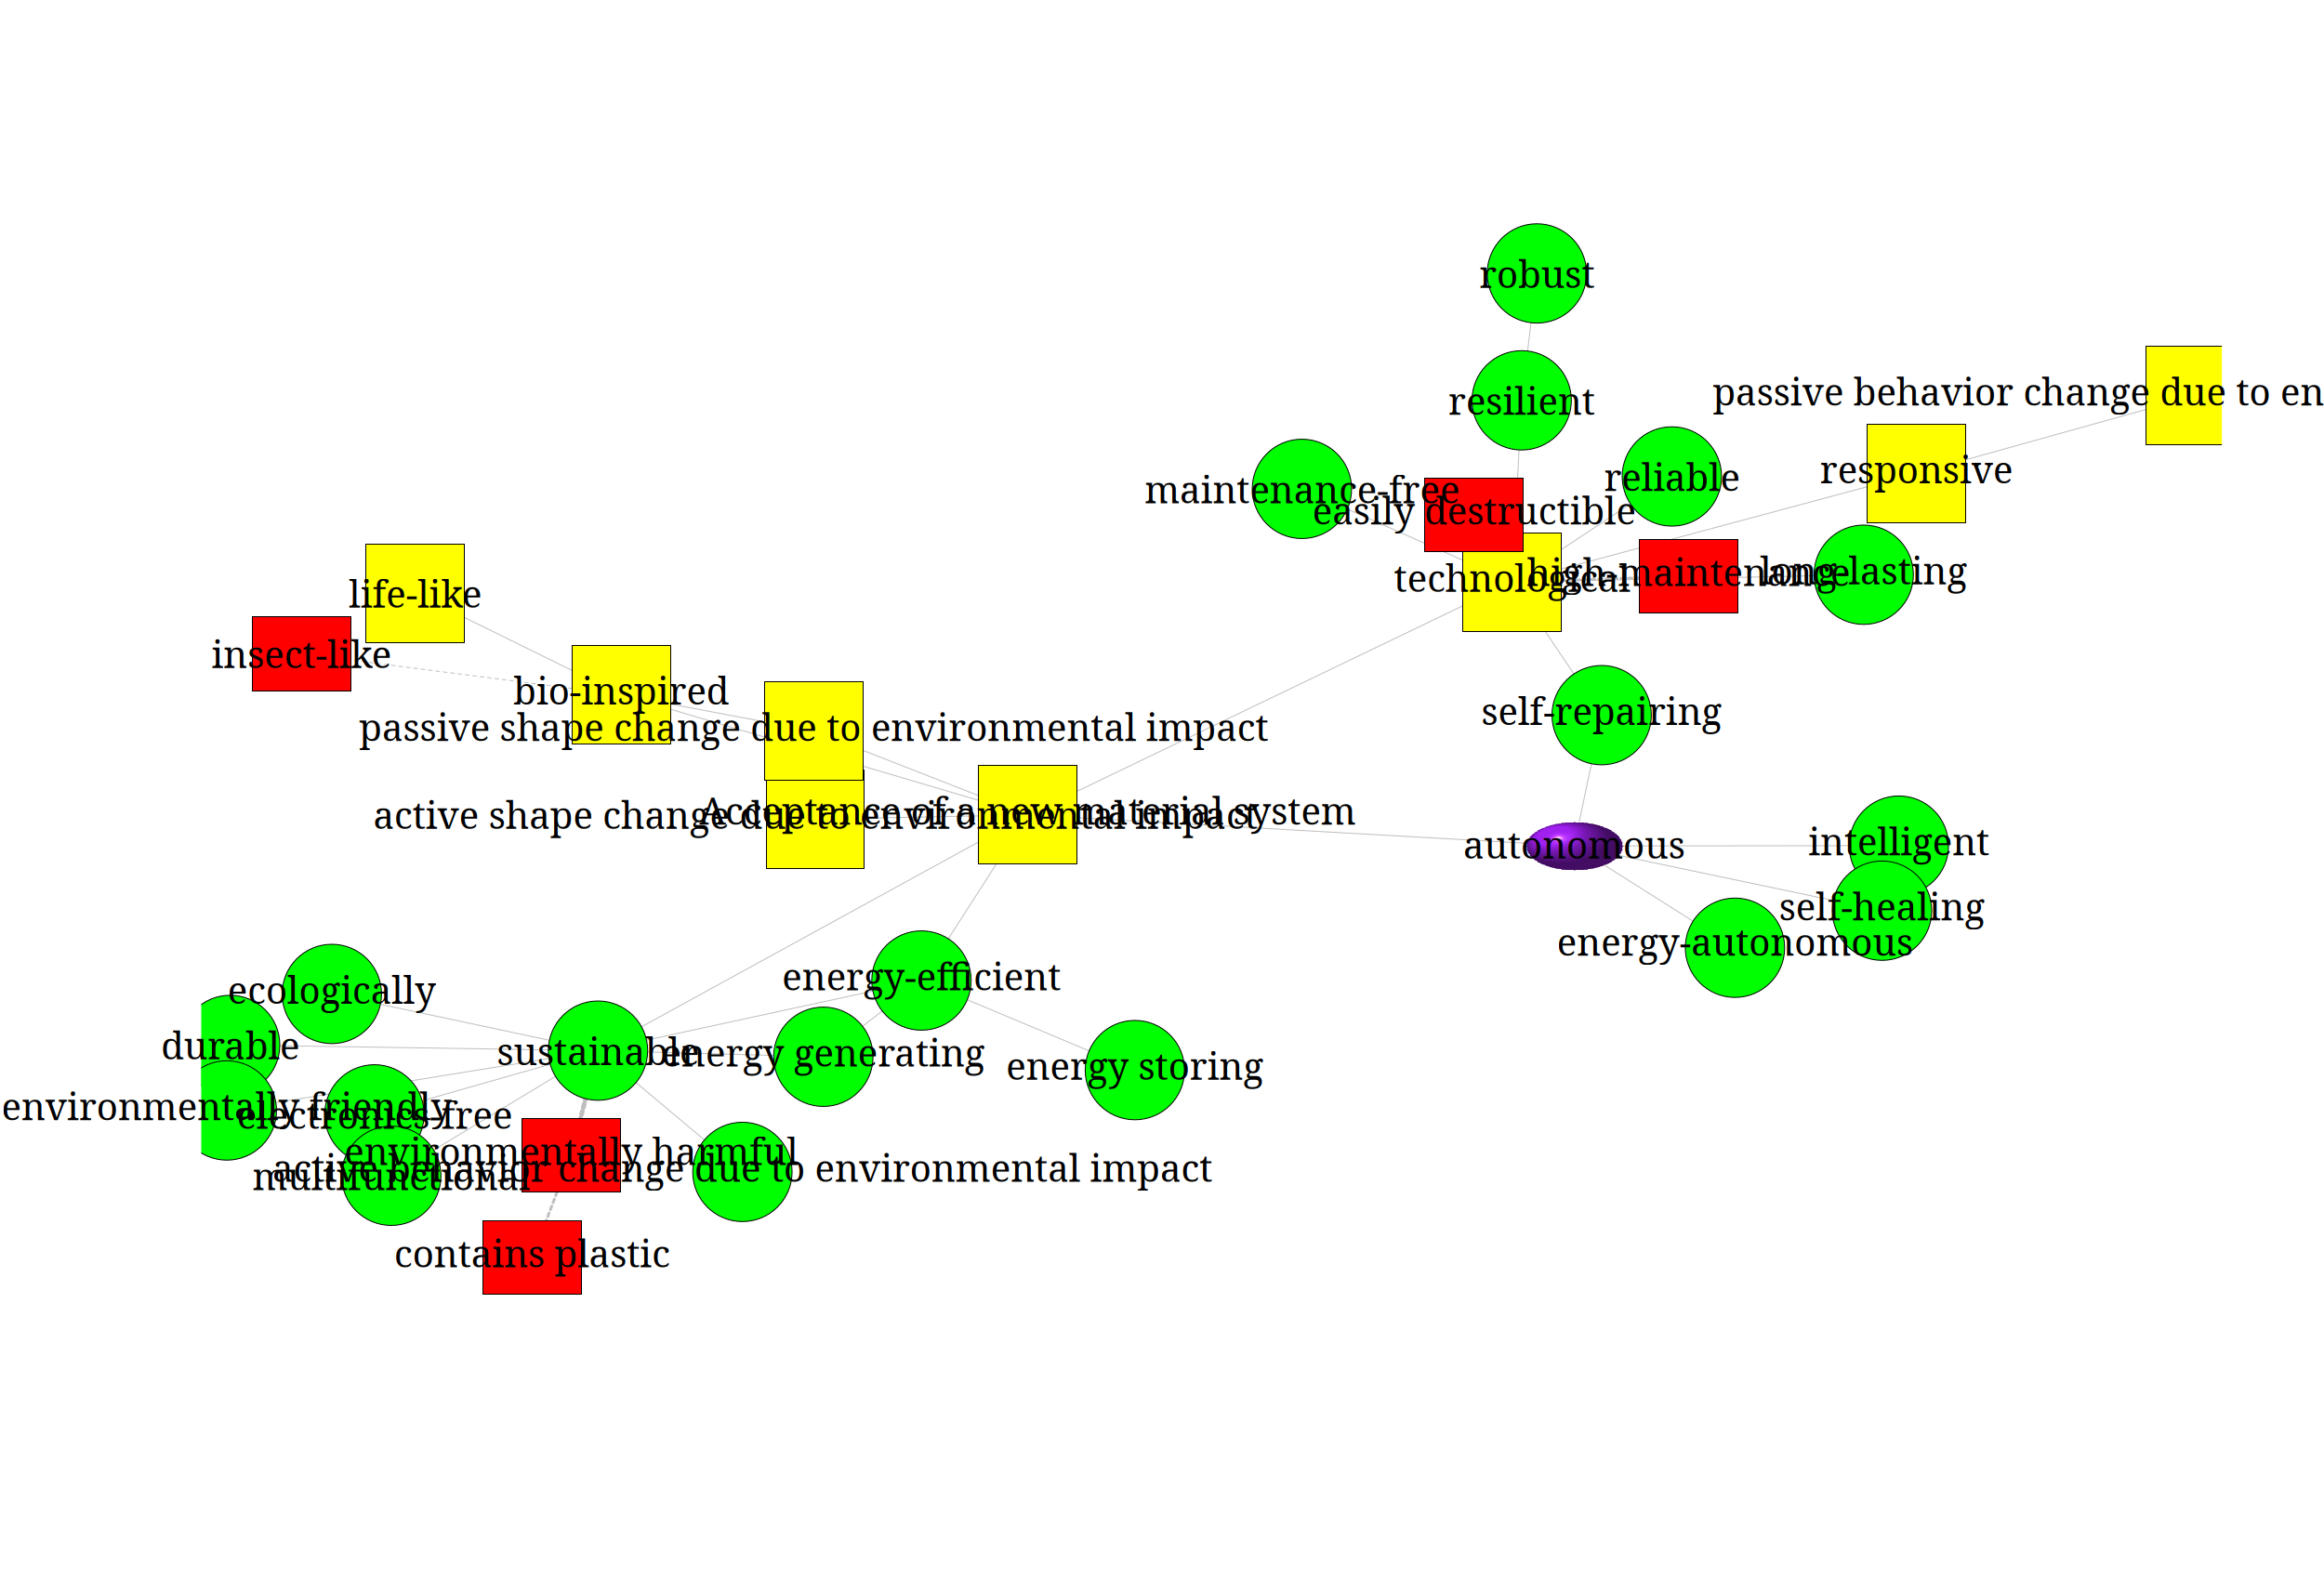 robust
passive behavior change due to en
resilient
responsive
reliable
maintenance-free
easily destructible
long-lasting
high-maintenance
technological
life-like
insect-like
bio-inspired
self-repairing
passive shape change due to environmental impact
Acceptance of a new material system
active shape change due to environmental impact
autonomous
intelligent
self-healing
energy-autonomous
energy-efficient
ecologically
durable
sustainable
energy generating
energy storing
environmentally friendly
electronics-free
environmentally harmful
active behavior change due to environmental impact
multifunctional
contains plastic